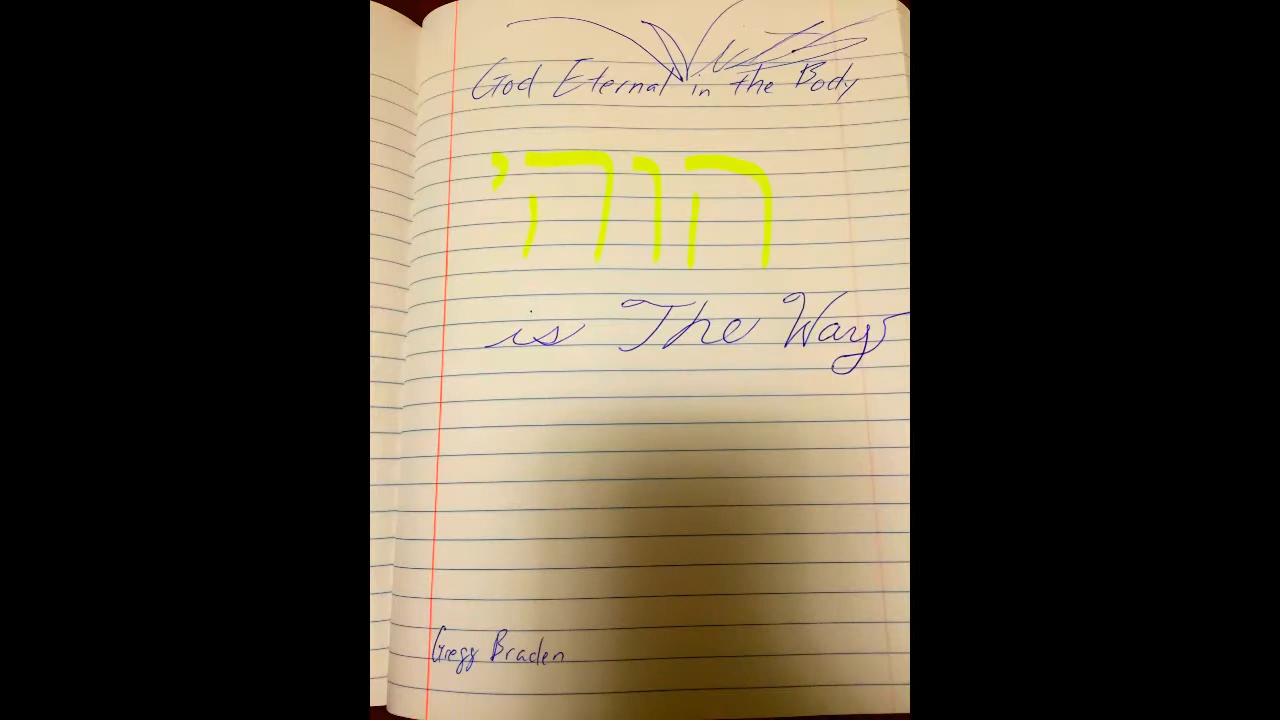 God Eternal in the Body
הוהי
is The Way
Gregg Braden